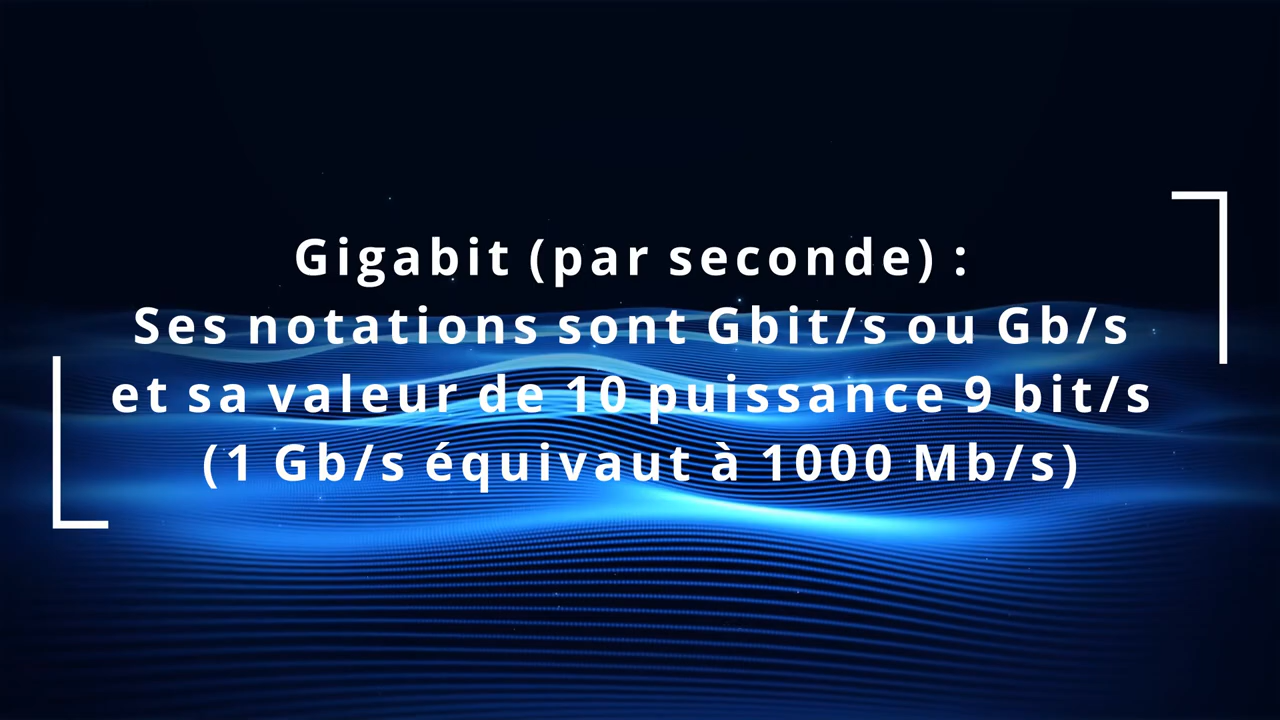 Gigabit (par seconde) :
Ses notations sont Gbit/s ou Gb/s
et sa valeur de 10 puissance 9 bit/s
(1 Gb/s équivaut à 1000 Mb/s)